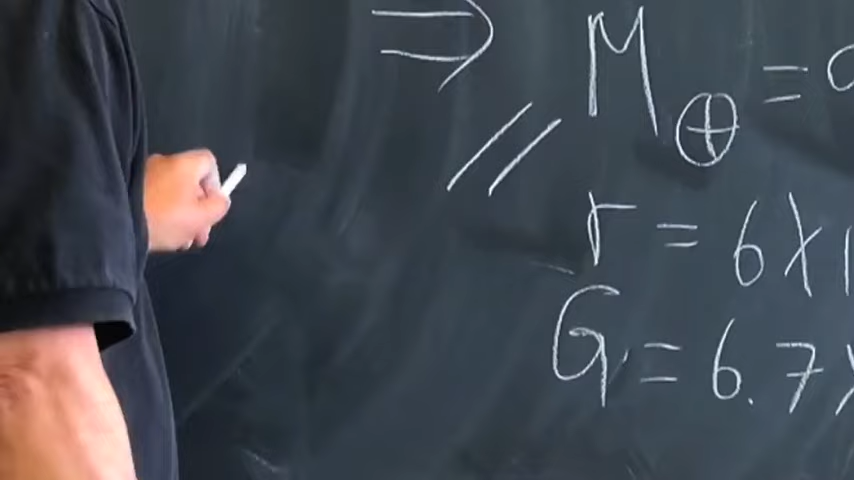 ⇒ M⊕ =
// r = 6×1
G = 6.7×